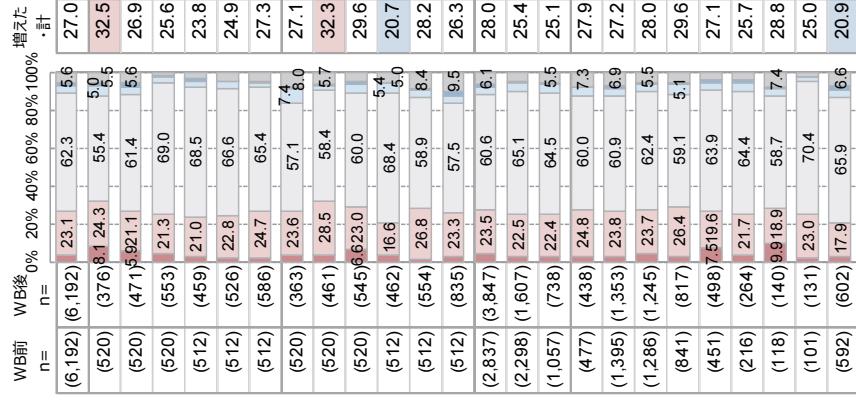 WB前 WB後 増えた
n= n= 0% 20% 40% 60% 80% 100% ・計
(6,192) (6,192) 23.1 62.3 5.6 27.0
(520) (376) 8.1 24.3 55.4 5.0 5.5 32.5
(520) (471) 5.9 21.1 61.4 5.6 26.9
(520) (553) 21.3 69.0 25.6
(512) (459) 21.0 68.5 23.8
(512) (526) 22.8 66.6 24.9
(512) (586) 24.7 65.4 27.3
(520) (363) 23.6 57.1 7.4 8.0 27.1
(520) (461) 28.5 58.4 5.7 32.3
(520) (545) 6.6 23.0 60.0 29.6
(512) (462) 16.6 68.4 5.4 5.0 20.7
(512) (554) 26.8 58.9 8.4 28.2
(512) (835) 23.3 57.5 9.5 26.3
(2,837) (3,847) 23.5 60.6 6.1 28.0
(2,298) (1,607) 22.5 65.1 25.4
(1,057) (738) 22.4 64.5 5.5 25.1
(477) (438) 24.8 60.0 7.3 27.9
(1,395) (1,353) 23.8 60.9 6.9 27.2
(1,286) (1,245) 23.7 62.4 5.5 28.0
(841) (817) 26.4 59.1 5.1 29.6
(451) (498) 7.5 19.6 63.9 27.1
(216) (264) 21.7 64.4 25.7
(118) (140) 9.9 18.9 58.7 7.4 28.8
(101) (131) 23.0 70.4 25.0
(592) (602) 17.9 65.9 6.6 20.9